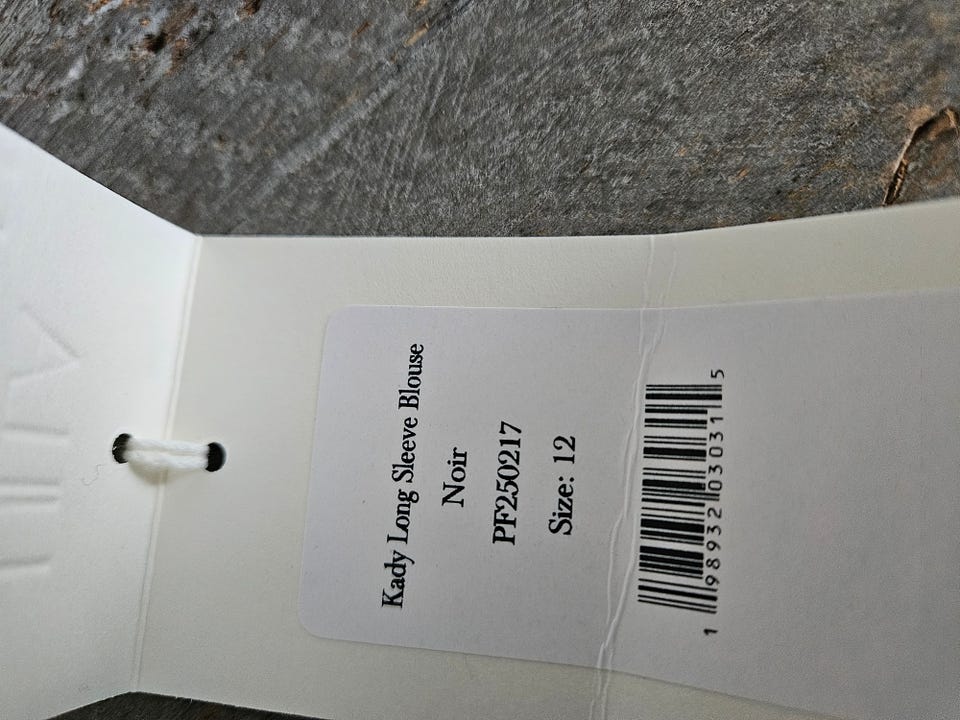 Kady Long Sleeve Blouse
Noir
PF250217
Size: 12
1 98932 03031 5